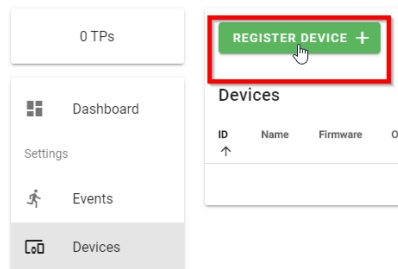 0 TPs
REGISTER DEVICE +
Dashboard
Devices
ID Name Firmware O
Settings
Events
Devices